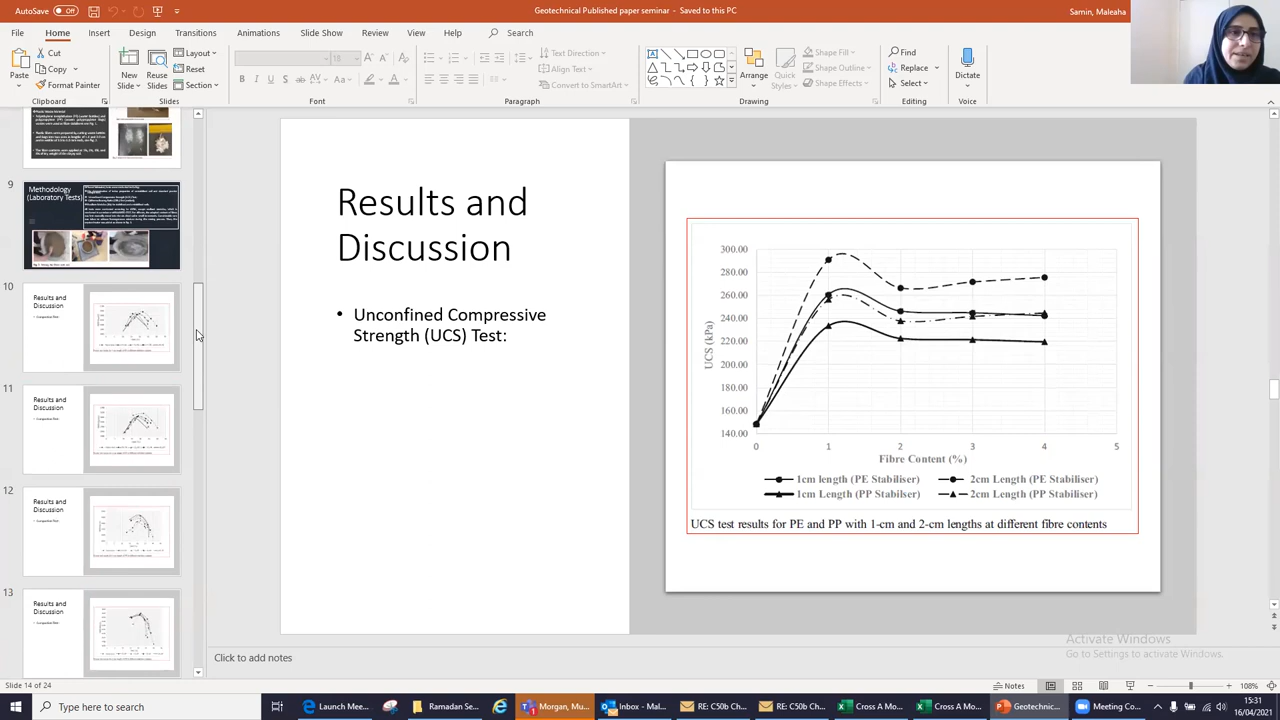 AutoSave Off
Geotechnical Published paper seminar - Saved to this PC
Samin, Maleaha
File Home Insert Design Transitions Animations Slide Show Review View Help Search
Paste
Cut
Copy
Format Painter
Clipboard
New Slides
Reuse Slides
Layout
Reset
Section
Slides
18
Font
Text Direction
Align Text
Convert to SmartArt
Paragraph
Arrange
Quick Styles
Shape Fill
Shape Outline
Shape Effects
Drawing
Find
Replace
Select
Editing
Dictate
Voice
9
Methodology
(Laboratory Tests)
10
Results and
Discussion
11
Results and
Discussion
12
Results and
Discussion
13
Results and
Discussion
Results and
Discussion
• Unconfined Compressive
Strength (UCS) Test:
300.00
280.00
260.00
240.00
220.00
200.00
180.00
160.00
140.00
UCS (kPa)
0 1 2 3 4 5
Fibre Content (%)
1cm length (PE Stabiliser) 2cm Length (PE Stabiliser)
1cm Length (PP Stabilser) 2cm Length (PP Stabilser)
UCS test results for PE and PP with 1-cm and 2-cm lengths at different fibre contents
Click to add notes
Activate Windows
Go to Settings to activate Windows.
Slide 14 of 24
Notes
108%
Type here to search
Launch Mee...
Ramadan Se...
Morgan, Mu...
Inbox - Mal...
RE: CS0b Ch...
RE: CS0b Ch...
Cross A Mo...
Cross A Mo...
Geotechnic...
Meeting Co...
15:31
16/04/2021